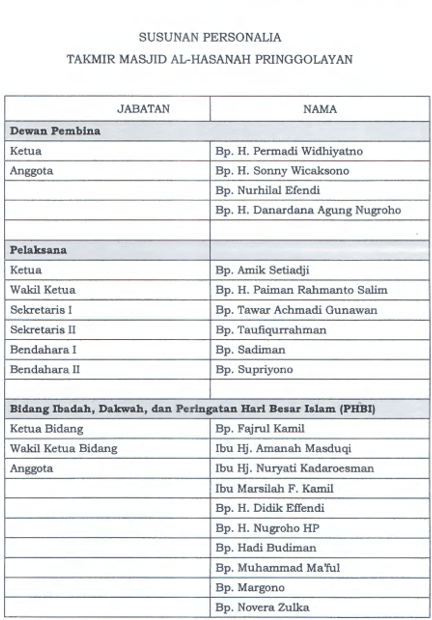 SUSUNAN PERSONALIA
TAKMIR MASJID AL-HASANAH PRINGGOLAYAN
JABATAN NAMA
Dewan Pembina
Ketua Bp. H. Permadi Widhiyatno
Anggota Bp. H. Sonny Wicaksono
Bp. Nurhilal Efendi
Bp. H. Danardana Agung Nugroho
Pelaksana
Ketua Bp. Amik Setiadji
Wakil Ketua Bp. H. Paiman Rahmanto Salim
Sekretaris I Bp. Tawar Achmadi Gunawan
Sekretaris II Bp. Taufiqurrahman
Bendahara I Bp. Sadiman
Bendahara II Bp. Supriyono
Bidang Ibadah, Dakwah, dan Peringatan Hari Besar Islam (PHBI)
Ketua Bidang Bp. Fajrul Kamil
Wakil Ketua Bidang Ibu Hj. Amanah Masduqi
Anggota Ibu Hj. Nuryati Kadaroesman
Ibu Marsilah F. Kamil
Bp. H. Didik Effendi
Bp. H. Nugroho HP
Bp. Hadi Budiman
Bp. Muhammad Ma'ful
Bp. Margono
Bp. Novera Zulka